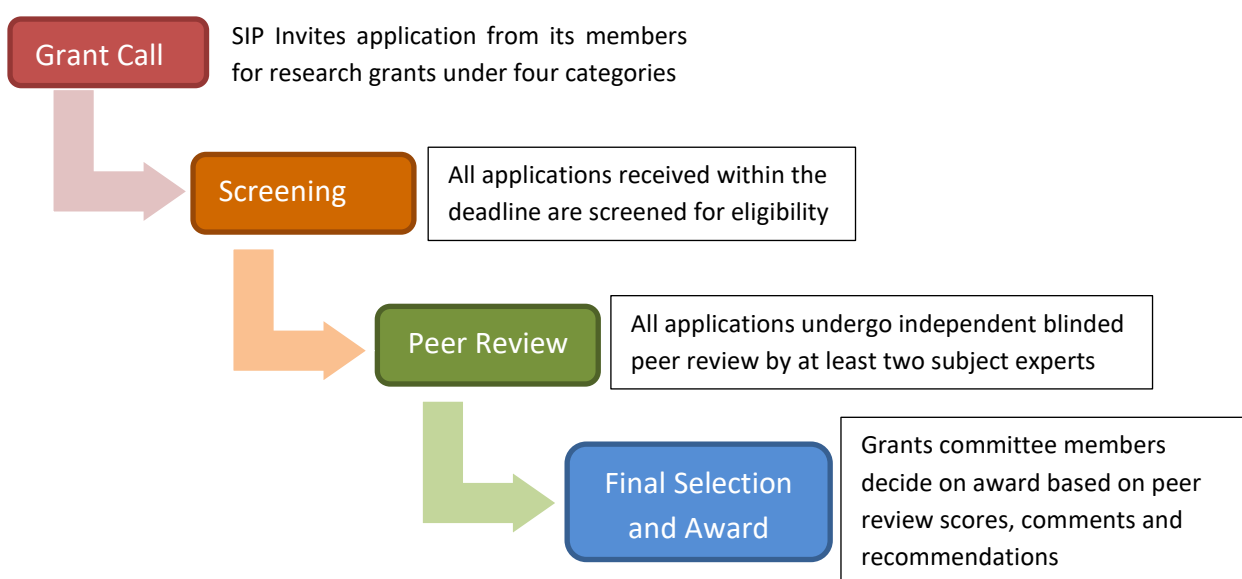 Grant Call
SIP Invites application from its members
for research grants under four categories
Screening
All applications received within the
deadline are screened for eligibility
Peer Review
All applications undergo independent blinded
peer review by at least two subject experts
Final Selection
and Award
Grants committee members
decide on award based on peer
review scores, comments and
recommendations